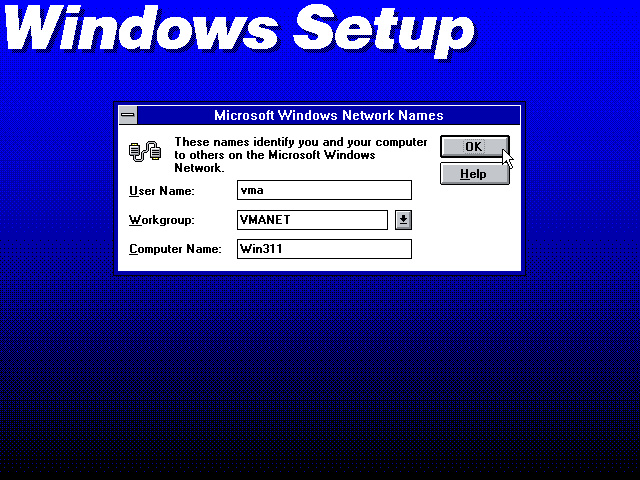 Windows Setup
Microsoft Windows Network Names
These names identify you and your computer
to others on the Microsoft Windows
Network.
OK
Help
User Name: vma
Workgroup: VMANET
Computer Name: Win311